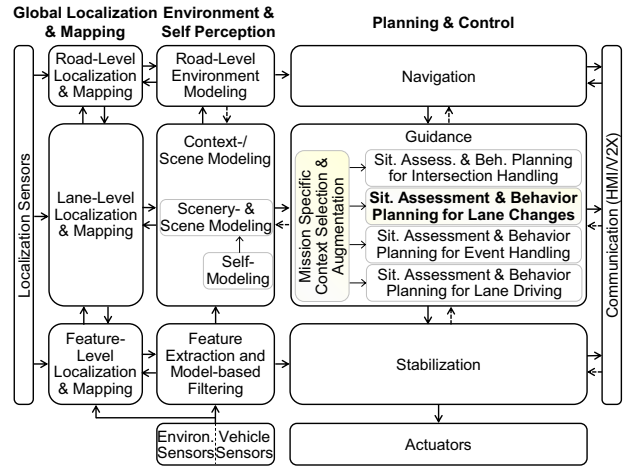 Global Localization
& Mapping
Environment &
Self Perception
Planning & Control
Localization Sensors
Road-Level
Localization
& Mapping
Road-Level
Environment
Modeling
Navigation
Communication (HMI/V2X)
Lane-Level
Localization
& Mapping
Context-/
Scene Modeling
Scenery- &
Scene Modeling
Self-
Modeling
Guidance
Mission Specific
Context Selection &
Augmentation
Sit. Assess. & Beh. Planning
for Intersection Handling
Sit. Assessment & Behavior
Planning for Lane Changes
Sit. Assessment & Behavior
Planning for Event Handling
Sit. Assessment & Behavior
Planning for Lane Driving
Feature-
Level
Localization
& Mapping
Feature
Extraction and
Model-based
Filtering
Stabilization
Environ.
Sensors
Vehicle
Sensors
Actuators